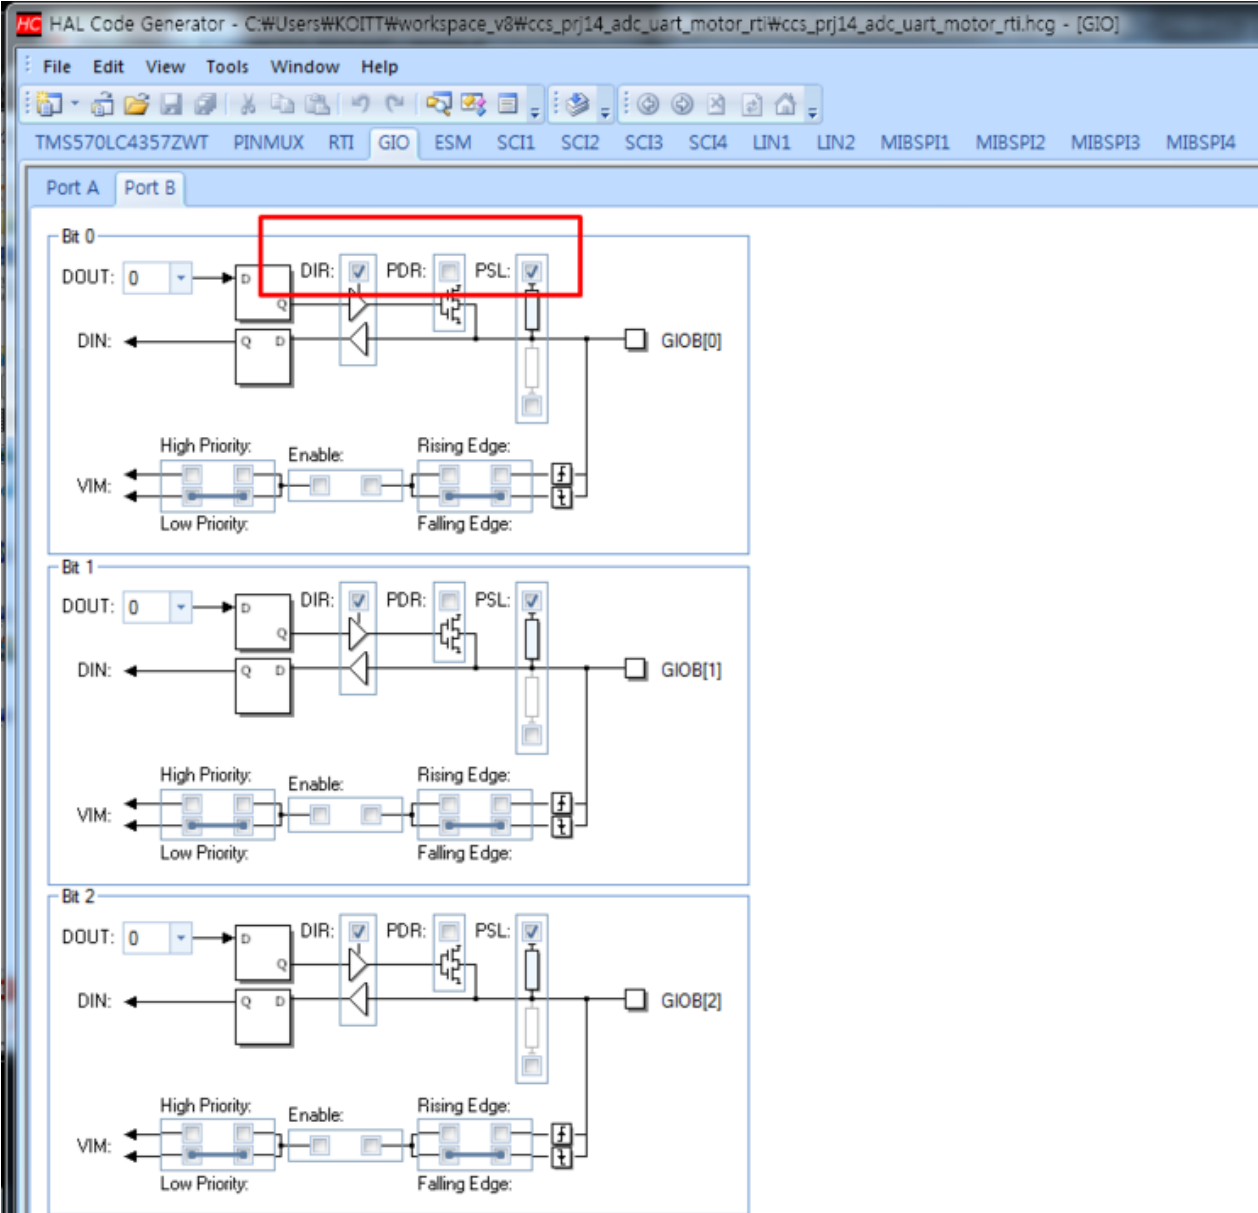 HC HAL Code Generator - C:₩Users₩KOITT₩workspace_v8₩ccs_prj14_adc_uart_motor_rti₩ccs_prj14_adc_uart_motor_rti.hcg - [GIO]
File Edit View Tools Window Help
TMS570LC4357ZWT PINMUX RTI GIO ESM SCI1 SCI2 SCI3 SCI4 LIN1 LIN2 MIBSPI1 MIBSPI2 MIBSPI3 MIBSPI4
Port A Port B
Bit 0
DOUT: 0 D Q DIR: PDR: PSL:
DIN: Q D GIOB[0]
High Priority: Enable: Rising Edge:
VIM:
Low Priority: Falling Edge:
Bit 1
DOUT: 0 D Q DIR: PDR: PSL:
DIN: Q D GIOB[1]
High Priority: Enable: Rising Edge:
VIM:
Low Priority: Falling Edge:
Bit 2
DOUT: 0 D Q DIR: PDR: PSL:
DIN: Q D GIOB[2]
High Priority: Enable: Rising Edge:
VIM:
Low Priority: Falling Edge: